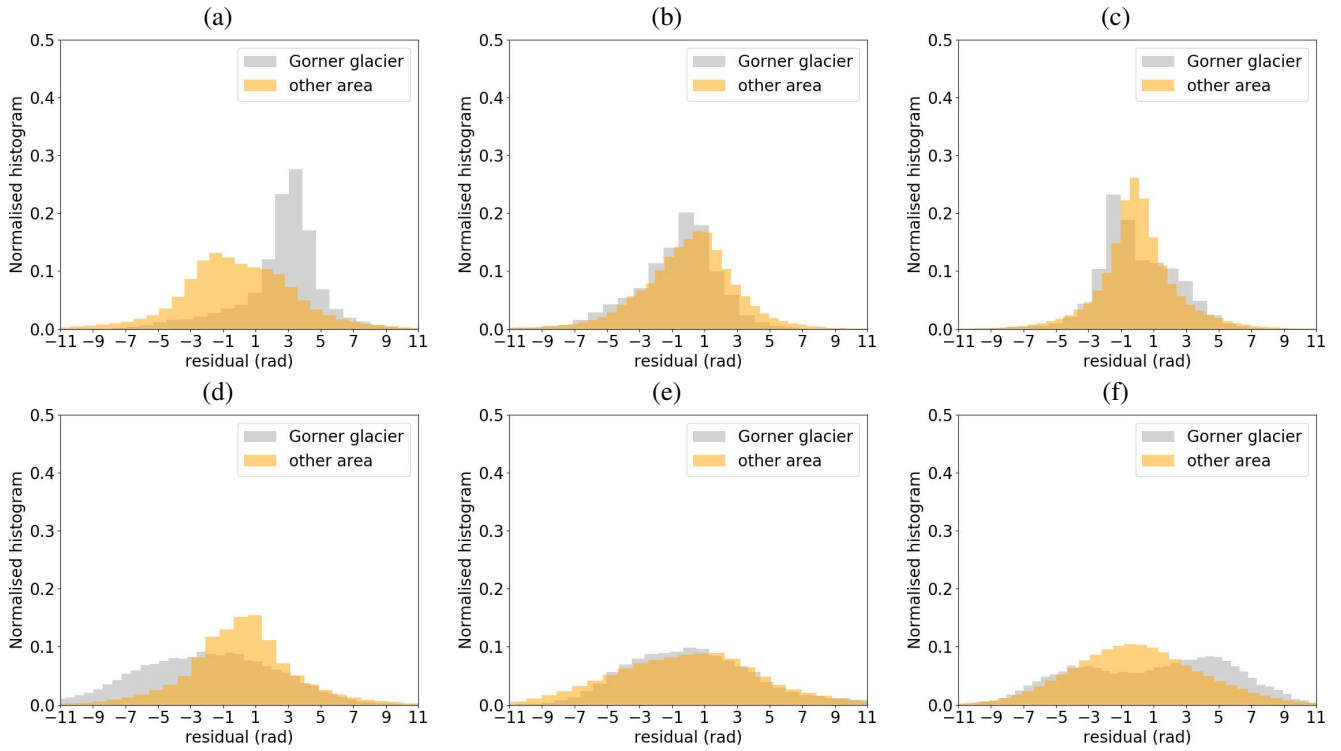 (a)
0.5
0.4
0.3
0.2
0.1
0.0
Normalised histogram
Gorner glacier
other area
−11 −9 −7 −5 −3 −1 1 3 5 7 9 11
residual (rad)
(b)
0.5
0.4
0.3
0.2
0.1
0.0
Normalised histogram
Gorner glacier
other area
−11 −9 −7 −5 −3 −1 1 3 5 7 9 11
residual (rad)
(c)
0.5
0.4
0.3
0.2
0.1
0.0
Normalised histogram
Gorner glacier
other area
−11 −9 −7 −5 −3 −1 1 3 5 7 9 11
residual (rad)
(d)
0.5
0.4
0.3
0.2
0.1
0.0
Normalised histogram
Gorner glacier
other area
−11 −9 −7 −5 −3 −1 1 3 5 7 9 11
residual (rad)
(e)
0.5
0.4
0.3
0.2
0.1
0.0
Normalised histogram
Gorner glacier
other area
−11 −9 −7 −5 −3 −1 1 3 5 7 9 11
residual (rad)
(f)
0.5
0.4
0.3
0.2
0.1
0.0
Normalised histogram
Gorner glacier
other area
−11 −9 −7 −5 −3 −1 1 3 5 7 9 11
residual (rad)